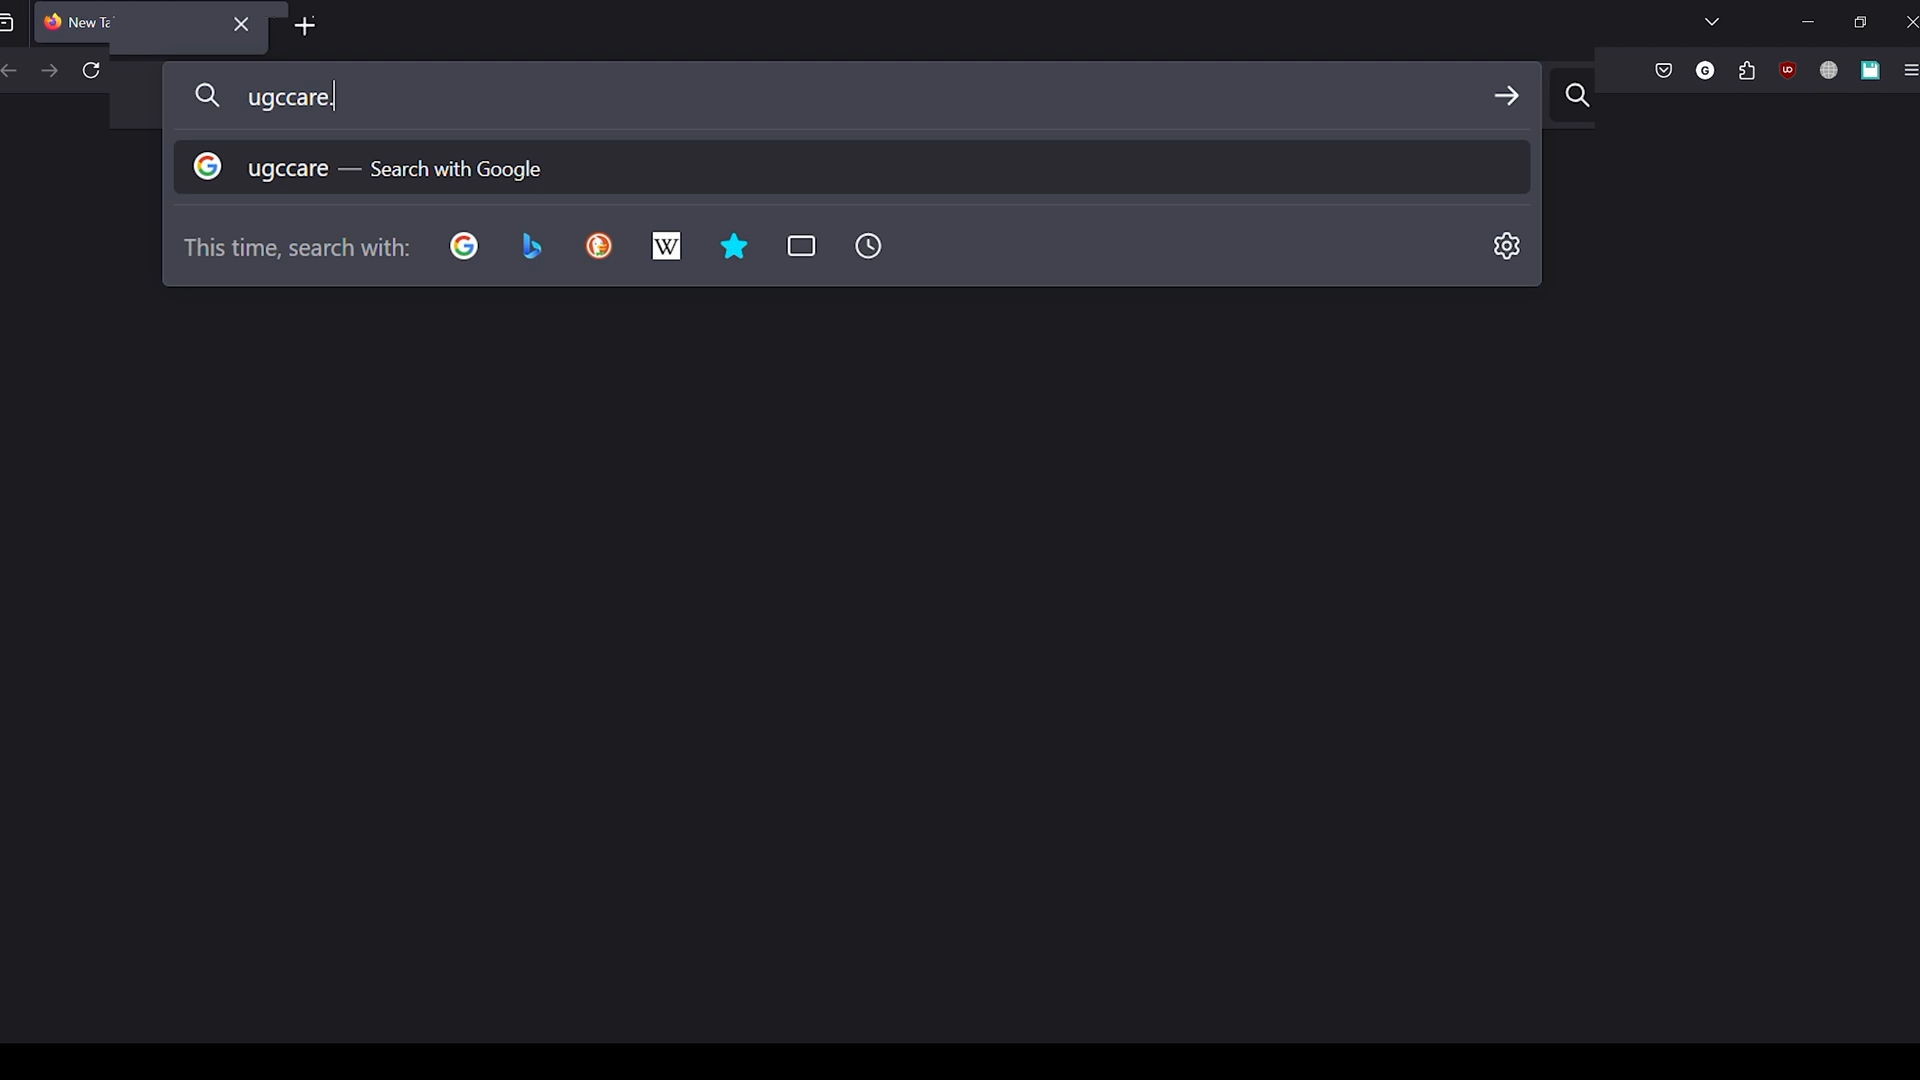 New Ta
ugccare.
ugccare — Search with Google
This time, search with: